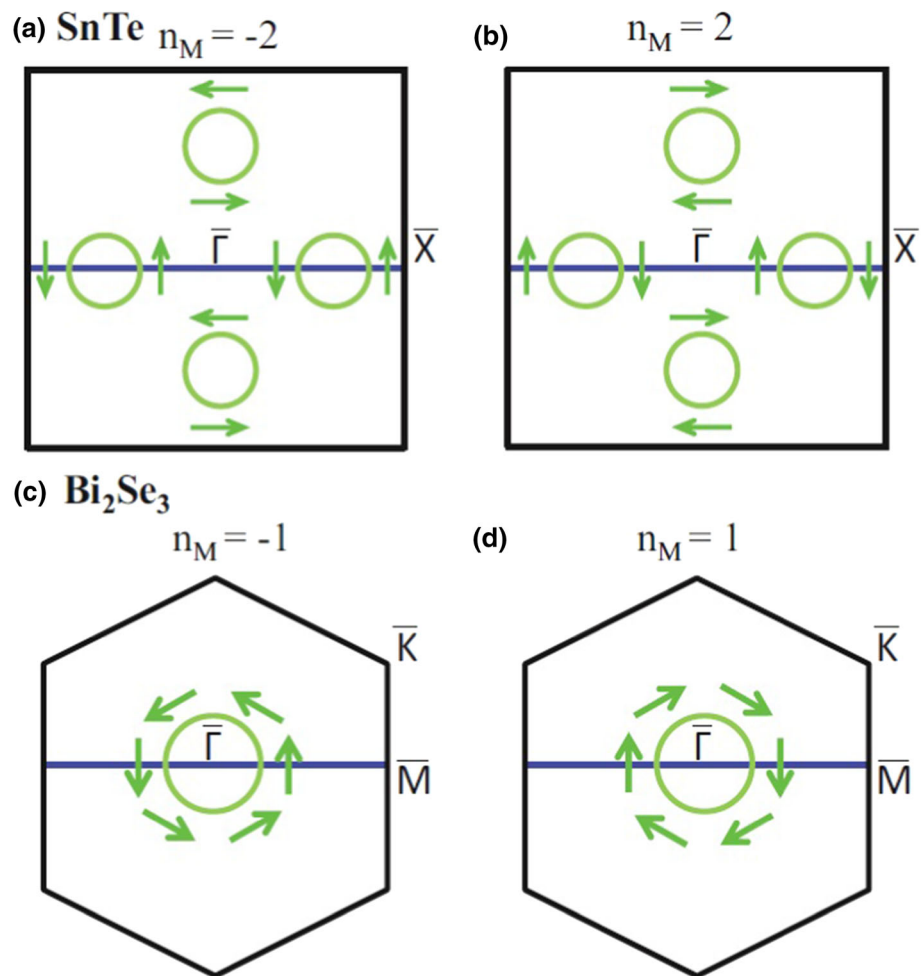 (a) SnTe n_M = -2
(b) n_M = 2
Γ̅ X̅
Γ̅ X̅
(c) Bi₂Se₃
n_M = -1
(d) n_M = 1
K̅
K̅
Γ̅
Γ̅
M̅
M̅